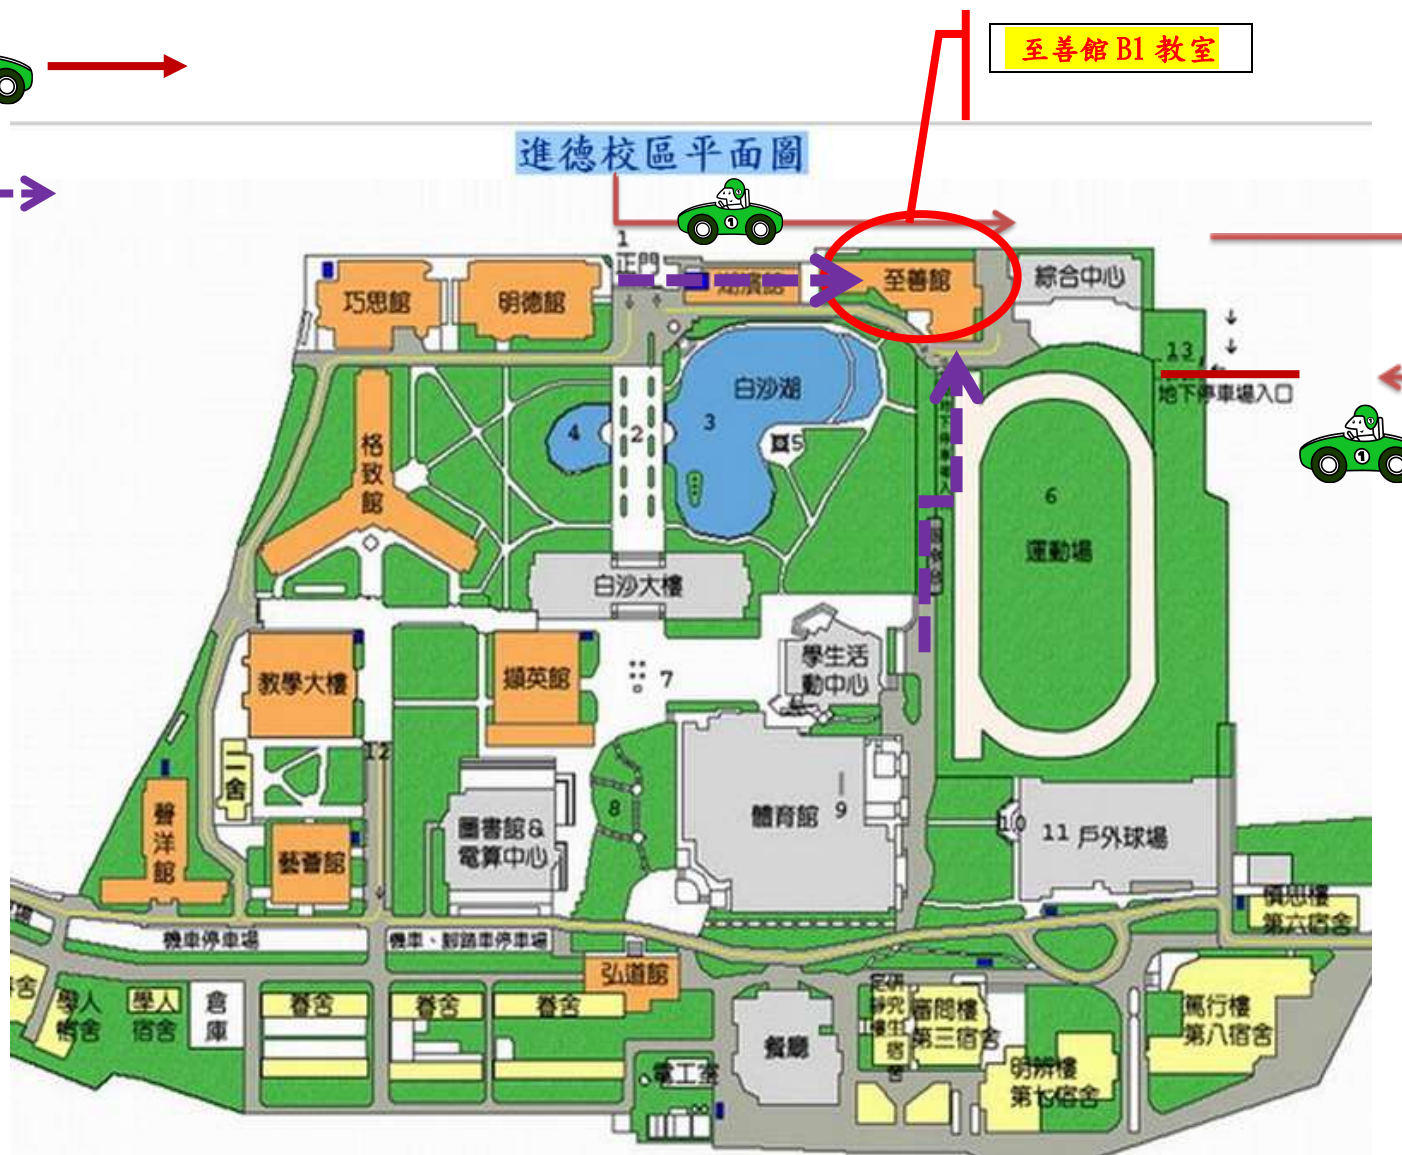 至善館 B1 教室
進德校區平面圖
1
正門
1
綜合中心
至善館
湖濱館
巧思館
明德館
13
地下停車場入口
白沙湖
格致館
4
2
3
5
6
運動場
白沙大樓
學生活
動中心
教學大樓
擷英館
7
12
二舍
聲洋館
藝薈館
圖書館&
電算中心
8
體育館
9
10
11 戶外球場
機車停車場
機車、腳踏車停車場
弘道館
第六宿舍
學人
宿舍
學人
宿舍
倉庫
眷舍
眷舍
眷舍
餐廳
電工室
審問樓
第三宿舍
明辨樓
第七宿舍
篤行樓
第八宿舍
1